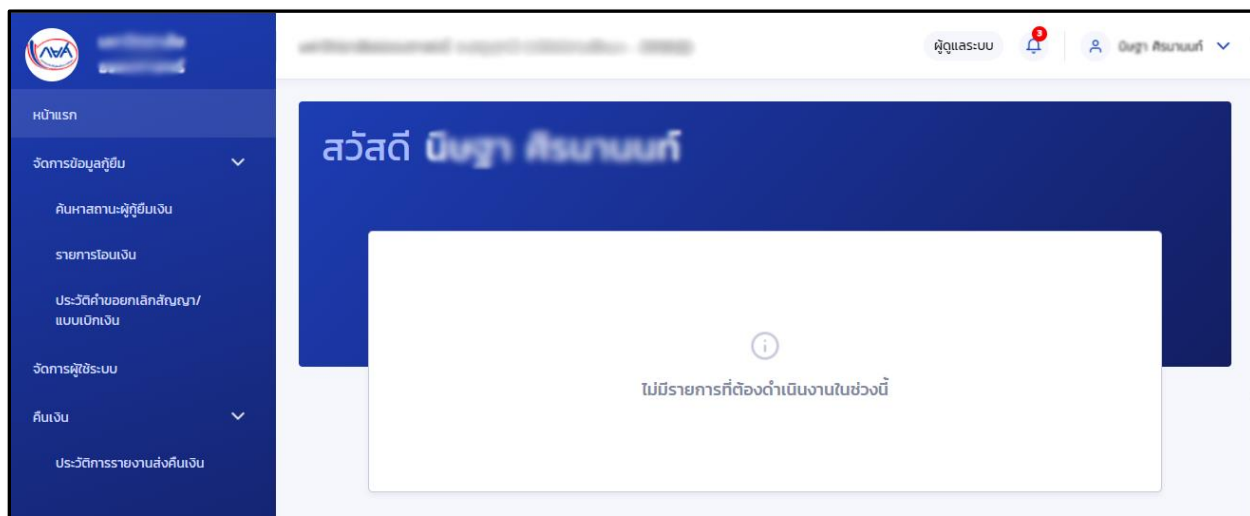 กยศ
ผู้ดูแลระบบ
3
หน้าแรก
จัดการข้อมูลกู้ยืม
ค้นหาสถานะผู้กู้ยืมเงิน
รายการโอนเงิน
ประวัติคำขอยกเลิกสัญญา/
แบบเบิกเงิน
จัดการผู้ใช้ระบบ
คืนเงิน
ประวัติการรายงานส่งคืนเงิน
สวัสดี
ไม่มีรายการที่ต้องดำเนินงานในช่วงนี้